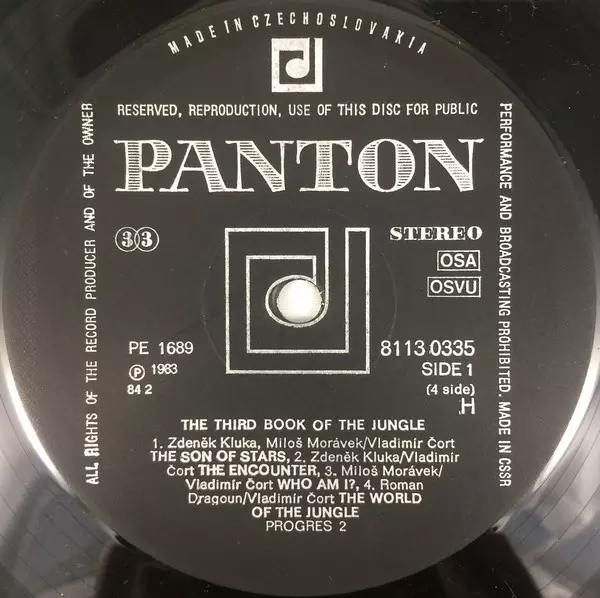 MADE IN CZECHOSLOVAKIA
RESERVED, REPRODUCTION, USE OF THIS DISC FOR PUBLIC
PERFORMANCE AND BROADCASTING PROHIBITED. MADE IN CSSR
ALL RIGHTS OF THE RECORD PRODUCER AND OF THE OWNER
PANTON
33
STEREO
OSA
OSVU
PE 1689
℗ 1983
84 2
8113 0335
SIDE 1
(4 side)
H
THE THIRD BOOK OF THE JUNGLE
1. Zdeněk Kluka, Miloš Morávek/Vladimír Čort
THE SON OF STARS, 2. Zdeněk Kluka/Vladimír
Čort THE ENCOUNTER, 3. Miloš Morávek/
Vladimír Čort WHO AM I?, 4. Roman
Dragoun/Vladimír Čort THE WORLD
OF THE JUNGLE
PROGRES 2